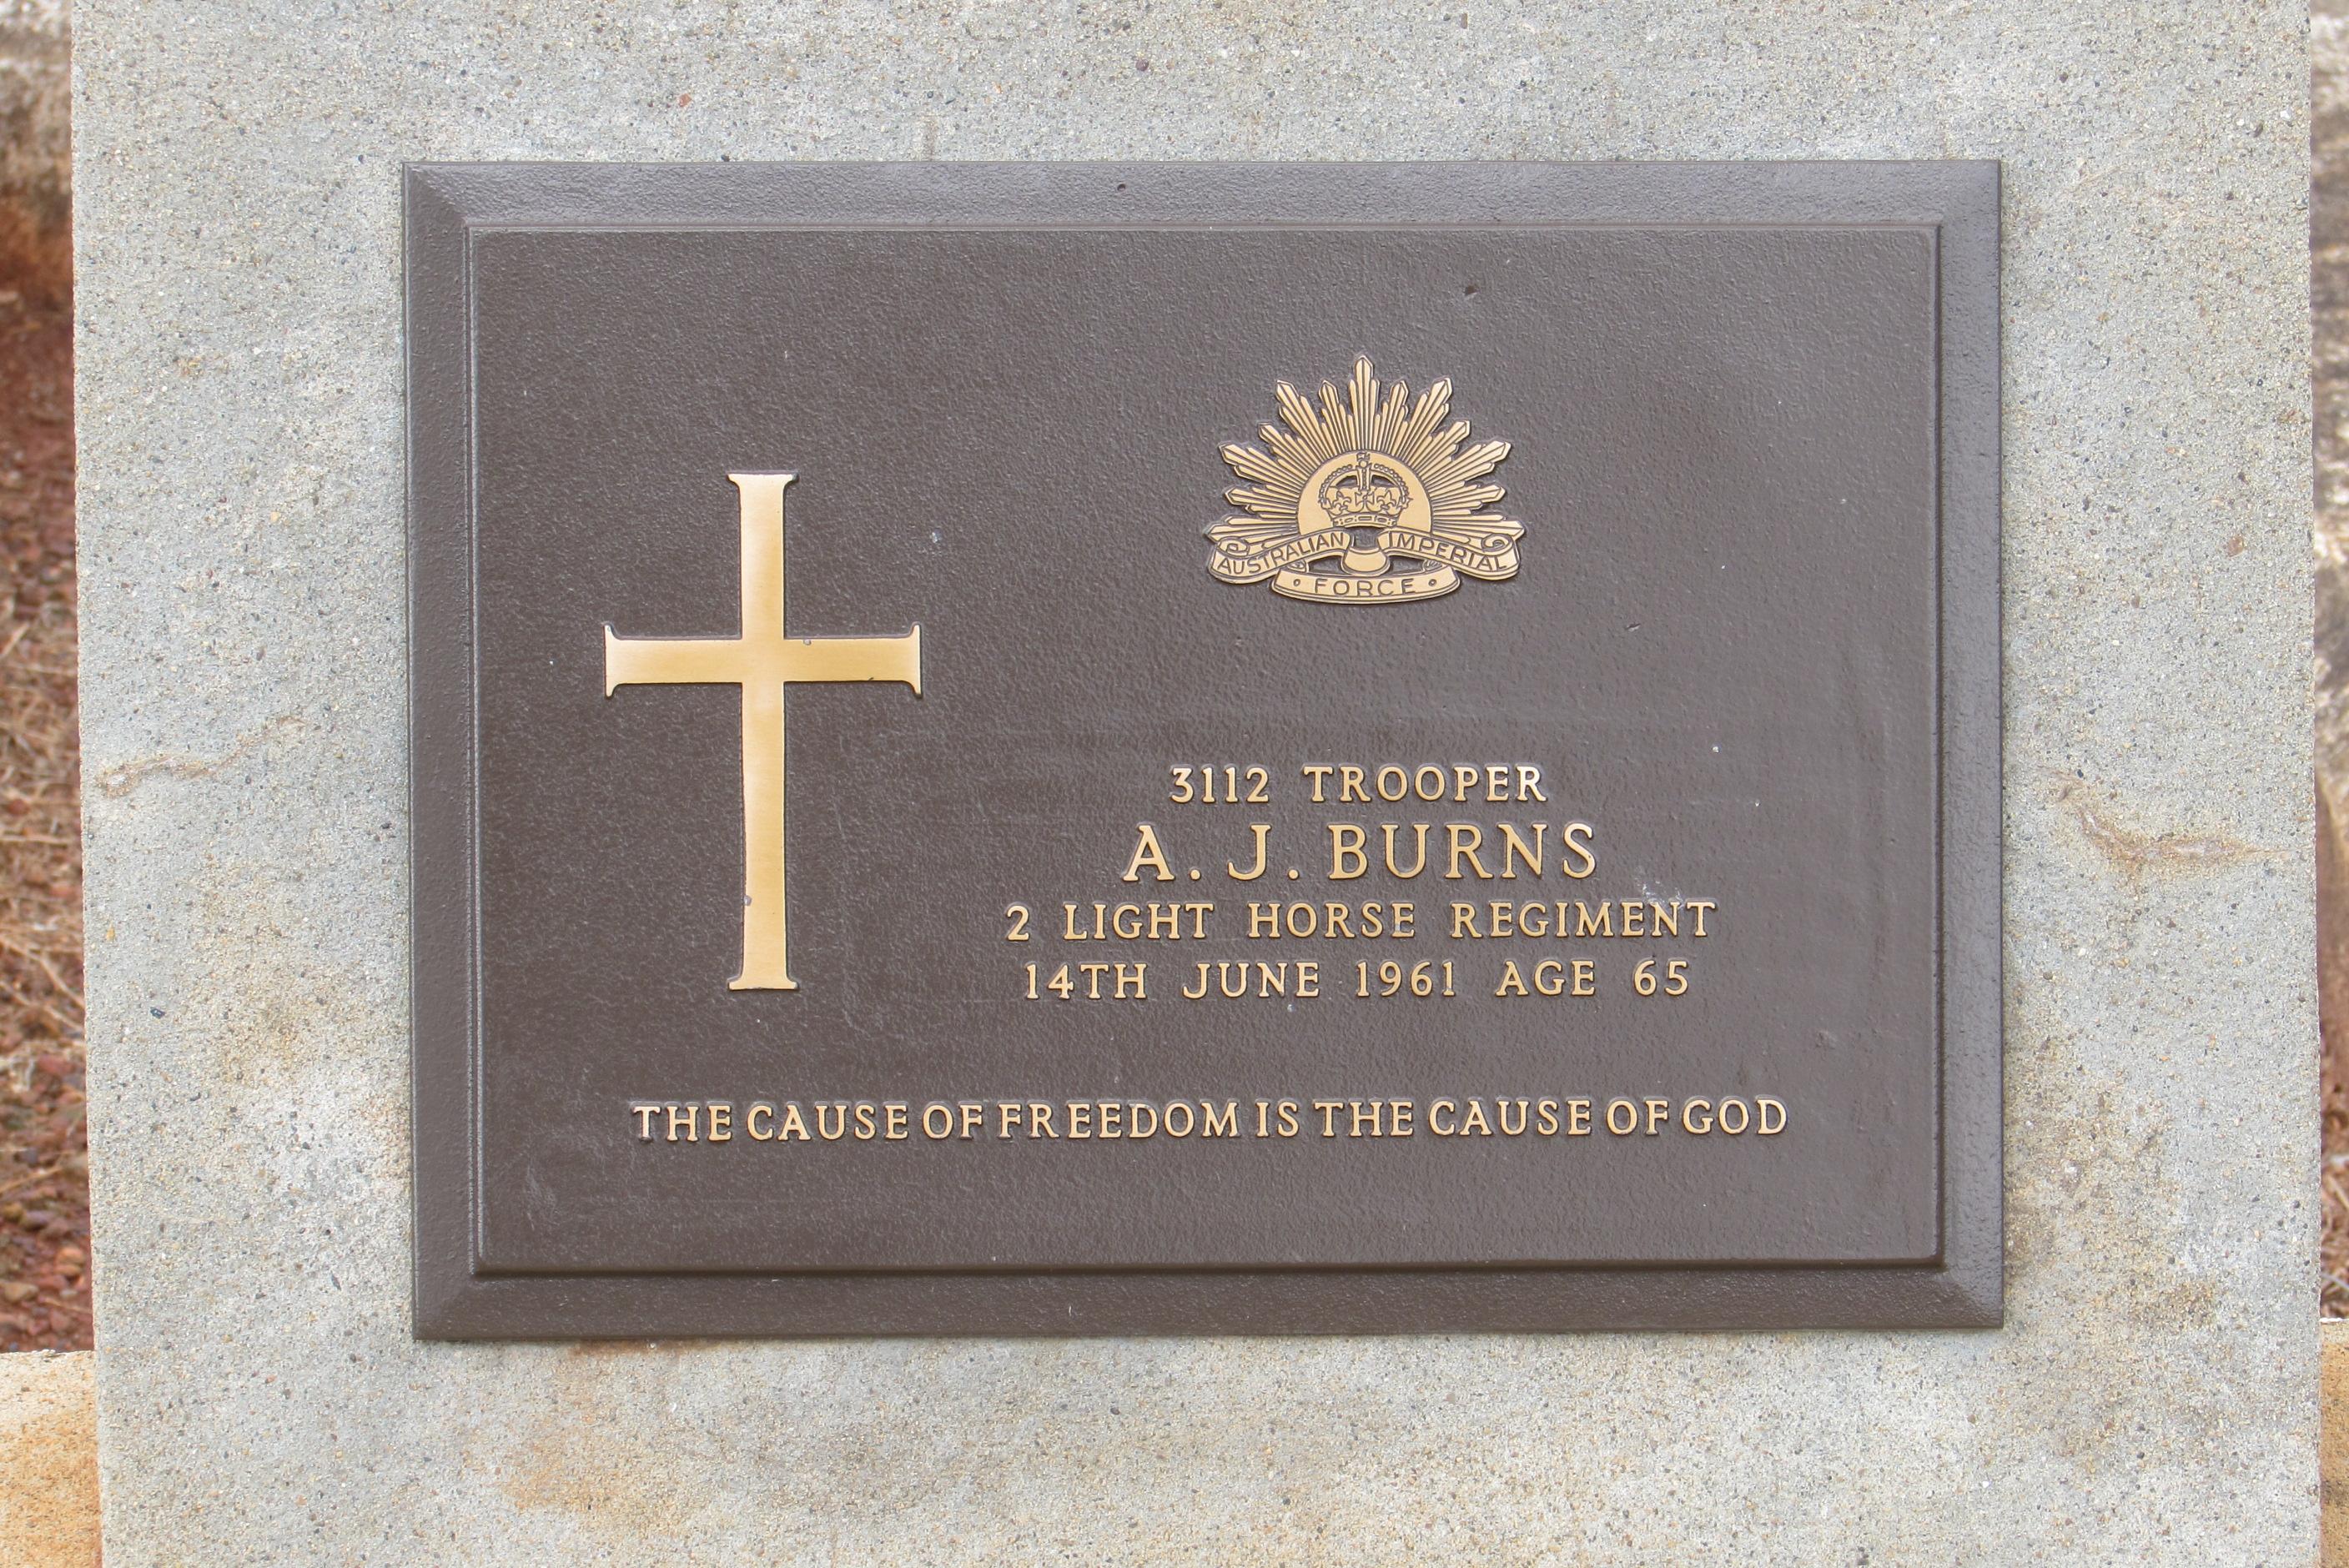 AUSTRALIAN IMPERIAL
FORCE
3112 TROOPER
A. J. BURNS
2 LIGHT HORSE REGIMENT
14TH JUNE 1961 AGE 65
THE CAUSE OF FREEDOM IS THE CAUSE OF GOD